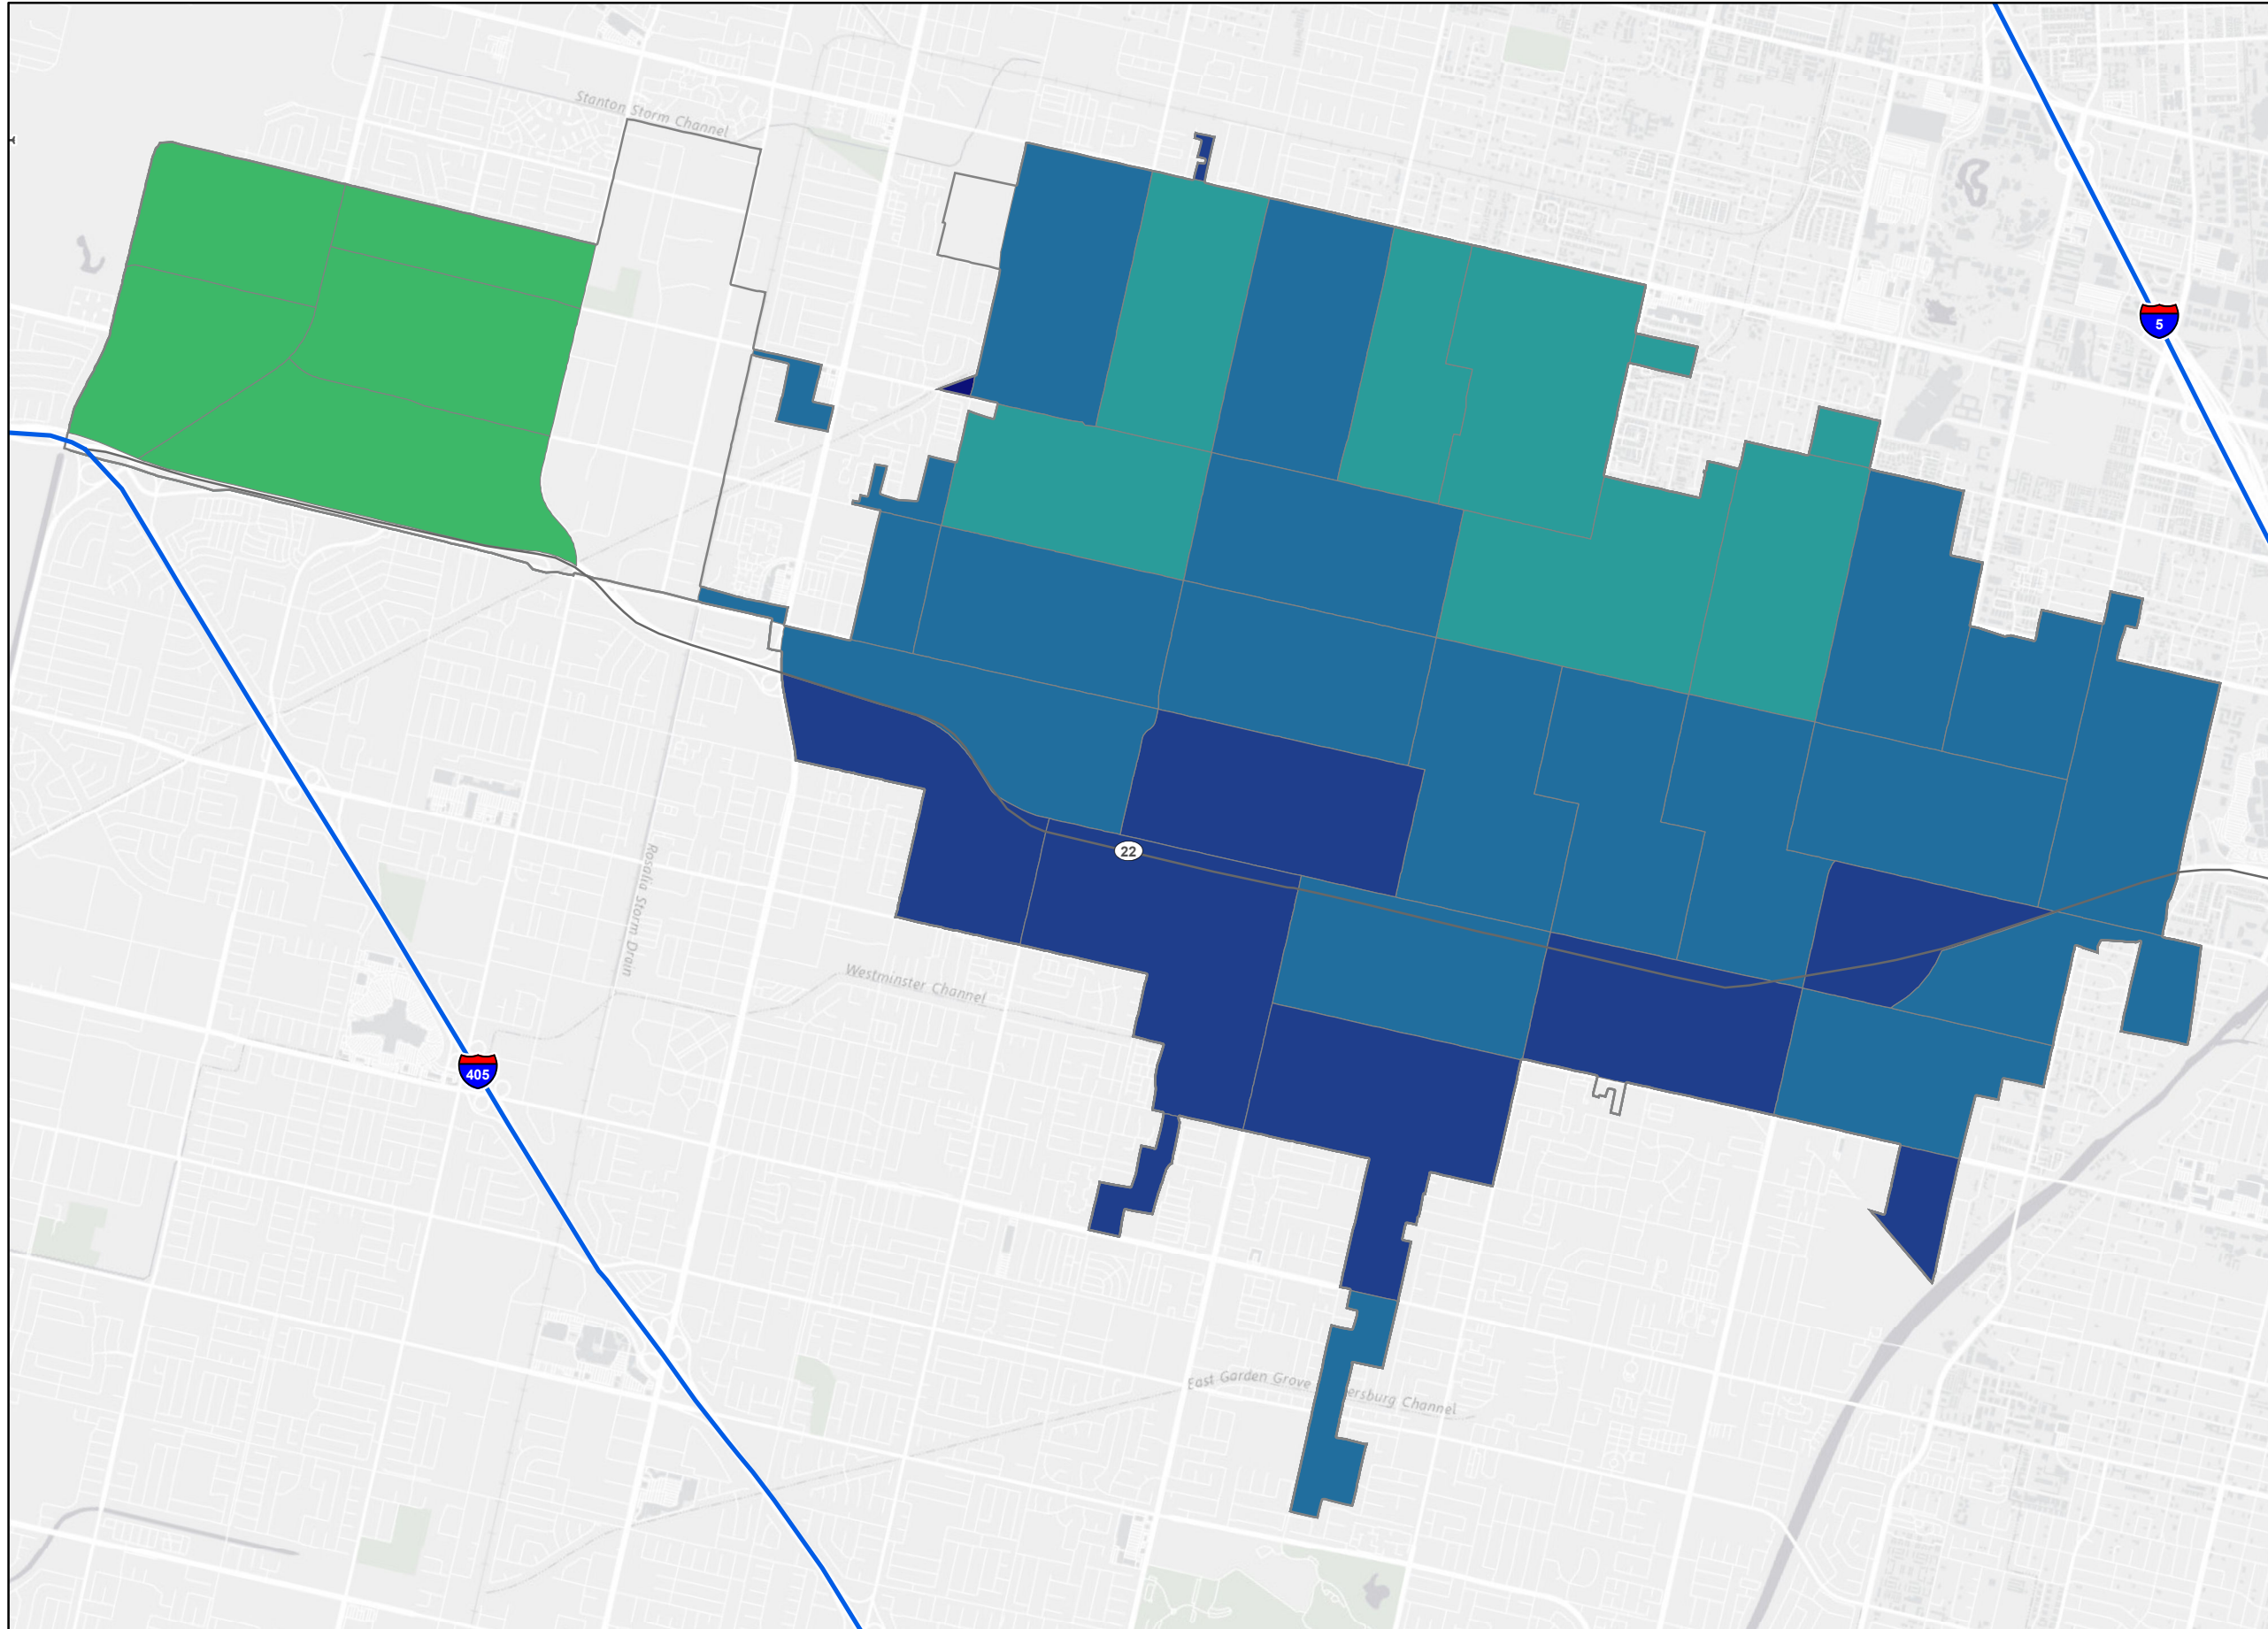 Stanton Storm Channel
5
22
Rosalia Storm Drain
Westminster Channel
405
East Garden Grove
ersburg Channel